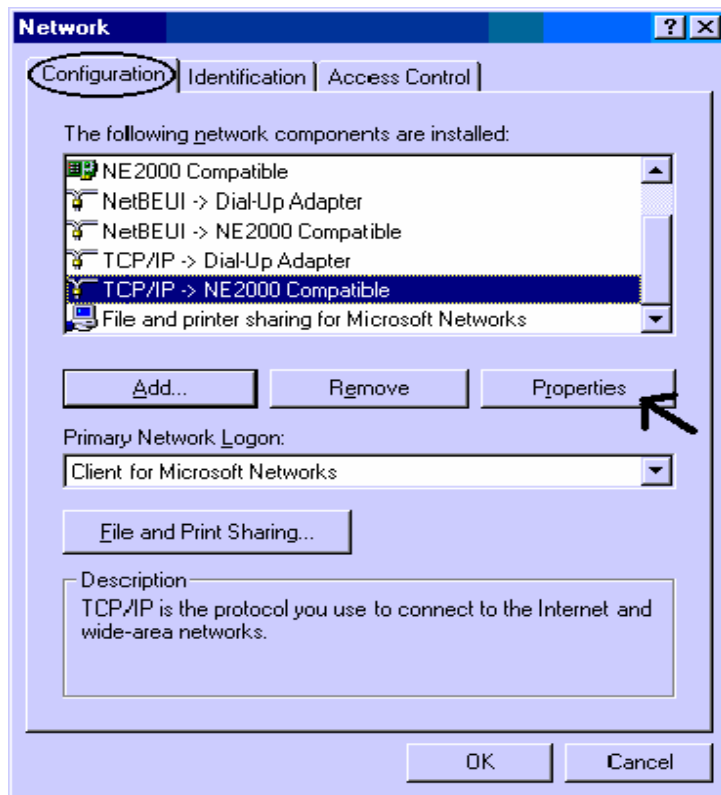 Network
Configuration Identification Access Control
The following network components are installed:
NE2000 Compatible
NetBEUI -> Dial-Up Adapter
NetBEUI -> NE2000 Compatible
TCP/IP -> Dial-Up Adapter
TCP/IP -> NE2000 Compatible
File and printer sharing for Microsoft Networks
Add... Remove Properties
Primary Network Logon:
Client for Microsoft Networks
File and Print Sharing...
Description
TCP/IP is the protocol you use to connect to the Internet and
wide-area networks.
OK Cancel